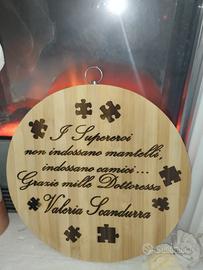 I Supereroi
non indossano mantelli,
indossano camici...
Grazie mille Dottoressa
Valeria Scandurra